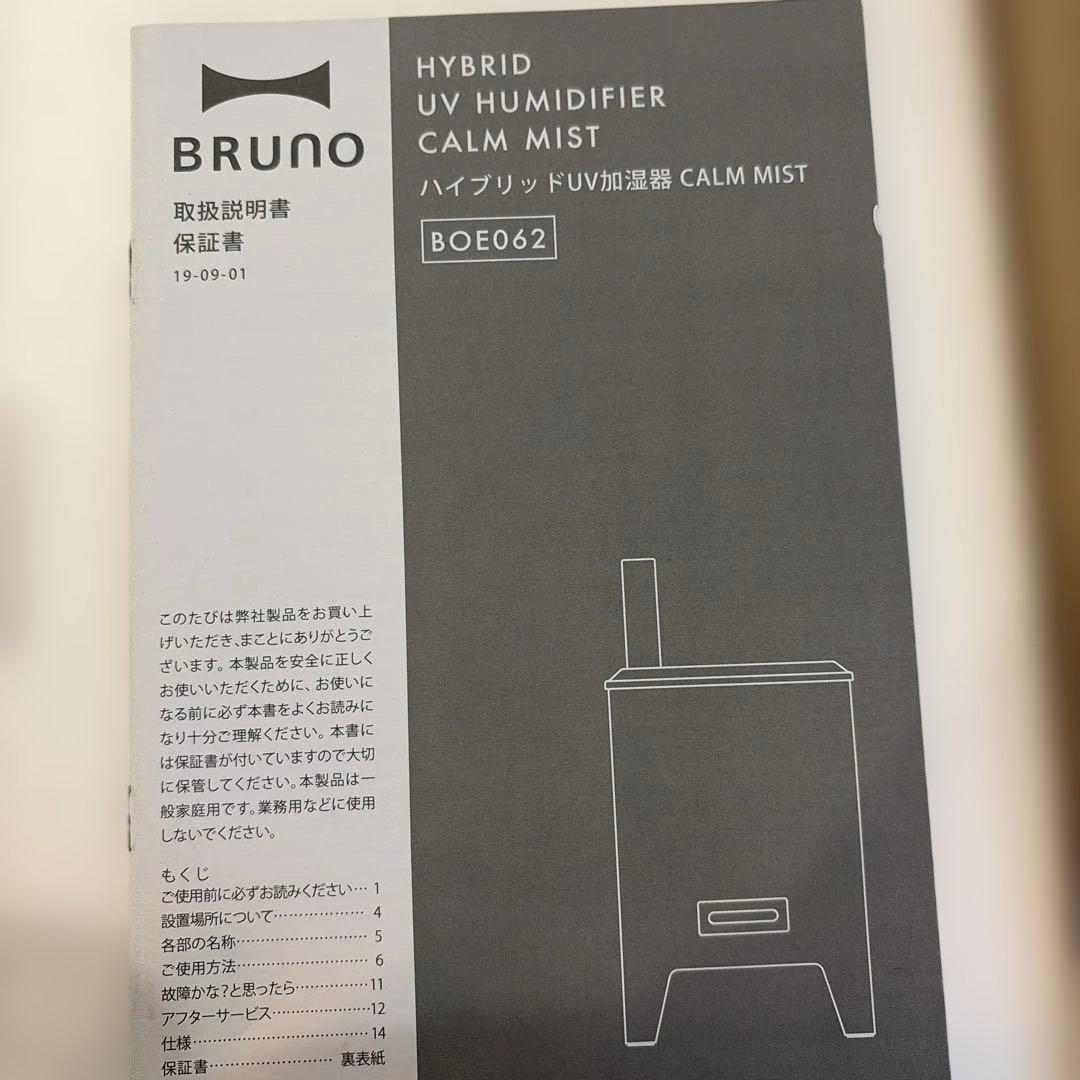 BRUNO
取扱説明書
保証書
19-09-01
HYBRID
UV HUMIDIFIER
CALM MIST
ハイブリッドUV加湿器 CALM MIST
BOE062
このたびは弊社製品をお買い上
げいただき、まことにありがとうご
ざいます。本製品を安全に正しく
お使いいただくために、お使いに
なる前に必ず本書をよくお読みに
なり十分ご理解ください。本書に
は保証書が付いていますので大切
に保管してください。本製品は一
般家庭用です。業務用などに使用
しないでください。
もくじ
ご使用前に必ずお読みください… 1
設置場所について……………… 4
各部の名称……………………… 5
ご使用方法……………………… 6
故障かな?と思ったら……………11
アフターサービス…………………12
仕様……………………………… 14
保証書…………………… 裏表紙